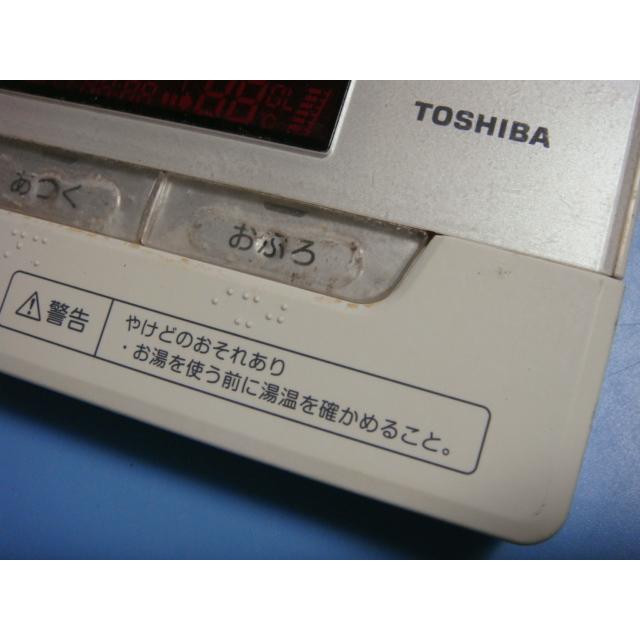 TOSHIBA
あつく
おふろ
警告
やけどのおそれあり
・お湯を使う前に湯温を確かめること。